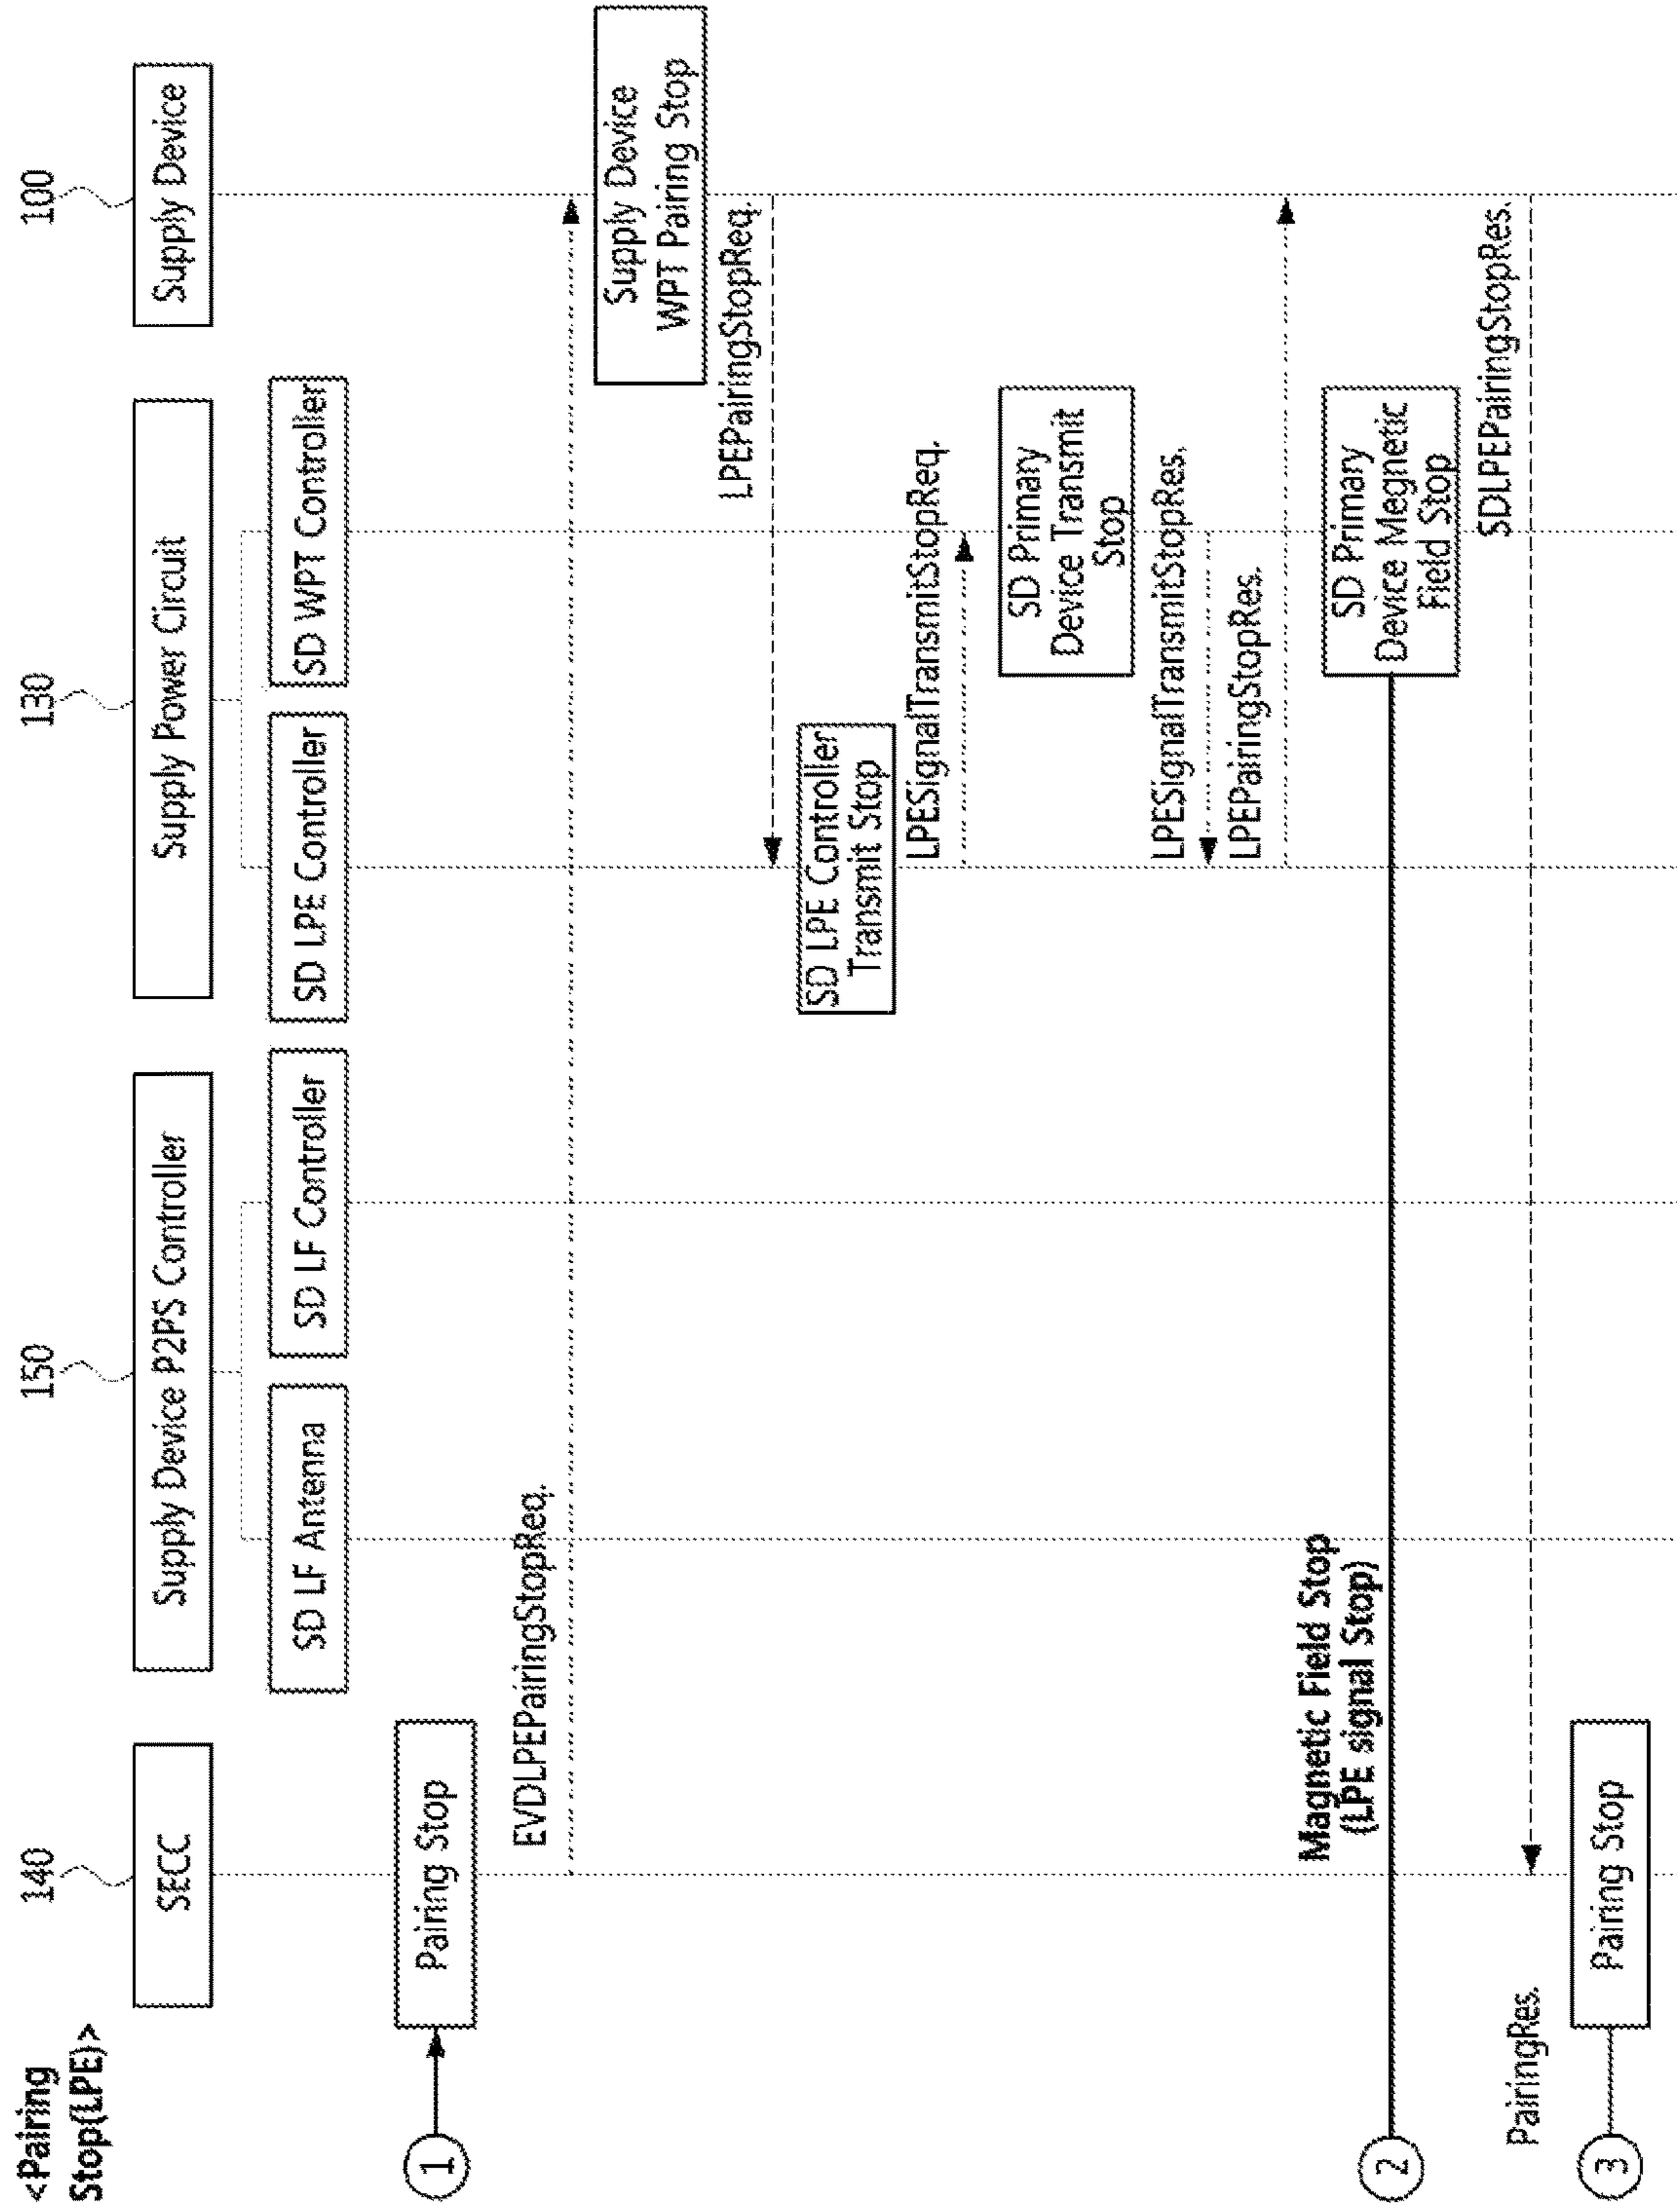 <Pairing
Stop(LPE)>
140
150
130
100
SECC
Supply Device P2PS Controller
Supply Power Circuit
Supply Device
SD LF Antenna
SD LF Controller
SD LPE Controller
SD WPT Controller
1
Pairing Stop
EVDLPEPairingStopReq.
Supply Device
WPT Pairing Stop
LPEPairingStopReq.
SD LPE Controller
Transmit Stop
LPESignalTransmitStopReq.
SD Primary
Device Transmit
Stop
LPESignalTransmitStopRes.
LPEPairingStopRes.
Magnetic Field Stop
(LPE signal Stop)
2
SD Primary
Device Megnetic
Field Stop
SDLPEPairingStopRes.
PairingRes.
3
Pairing Stop